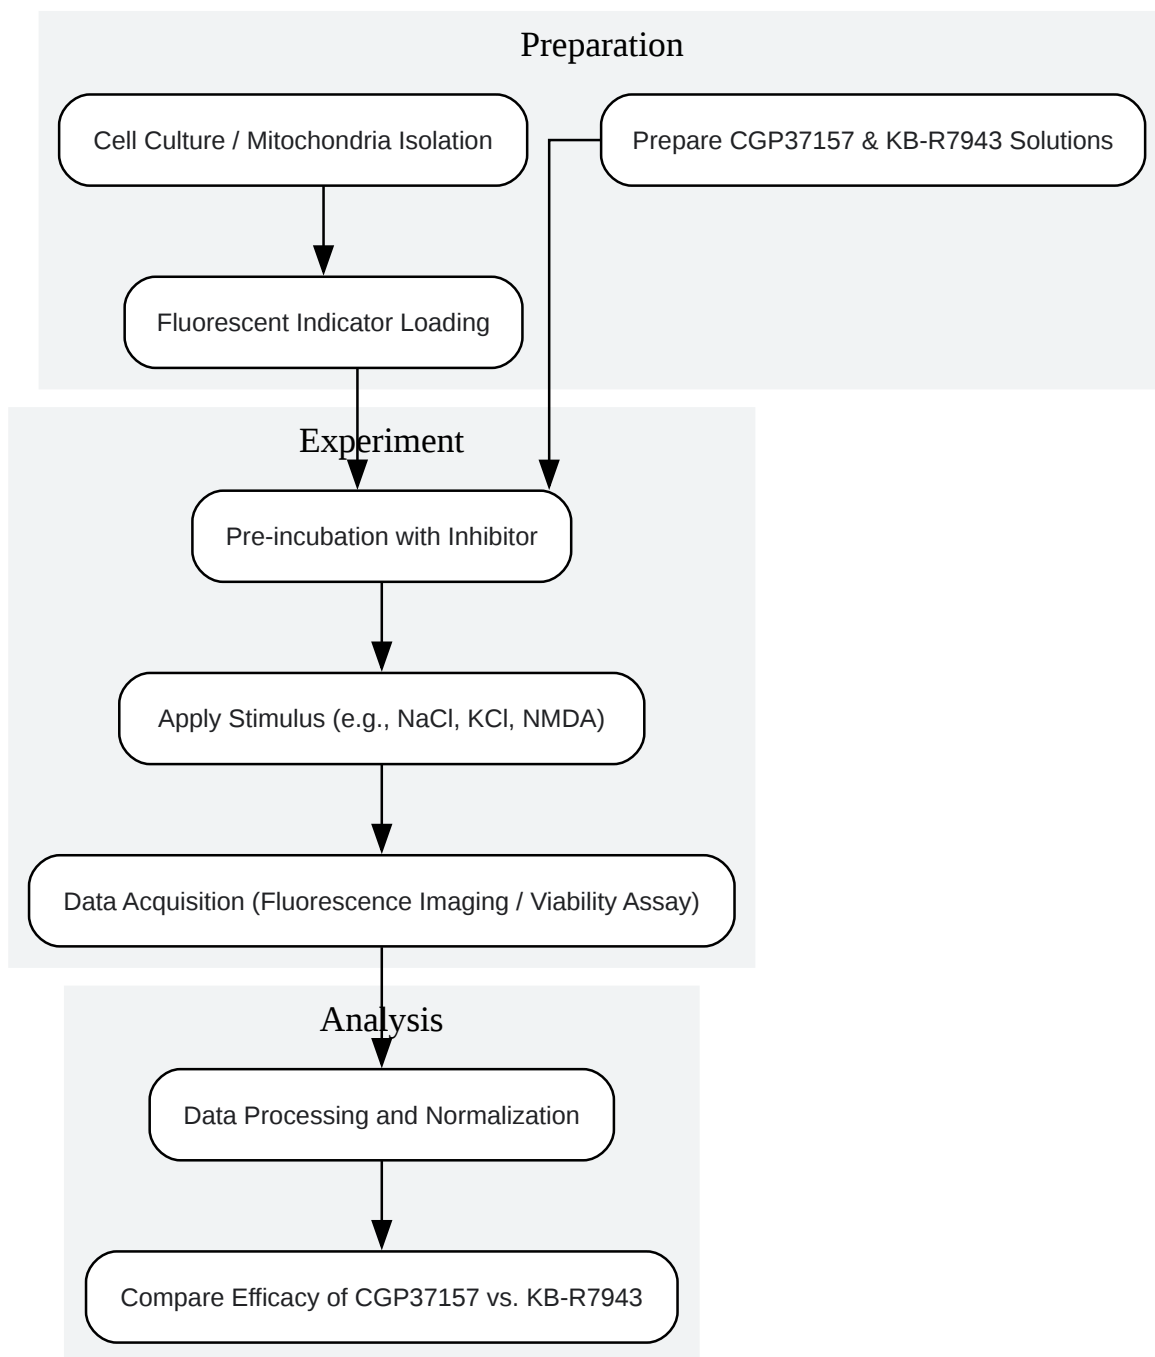 Preparation
Cell Culture / Mitochondria Isolation
Prepare CGP37157 & KB-R7943 Solutions
Fluorescent Indicator Loading
Experiment
Pre-incubation with Inhibitor
Apply Stimulus (e.g., NaCl, KCl, NMDA)
Data Acquisition (Fluorescence Imaging / Viability Assay)
Analysis
Data Processing and Normalization
Compare Efficacy of CGP37157 vs. KB-R7943